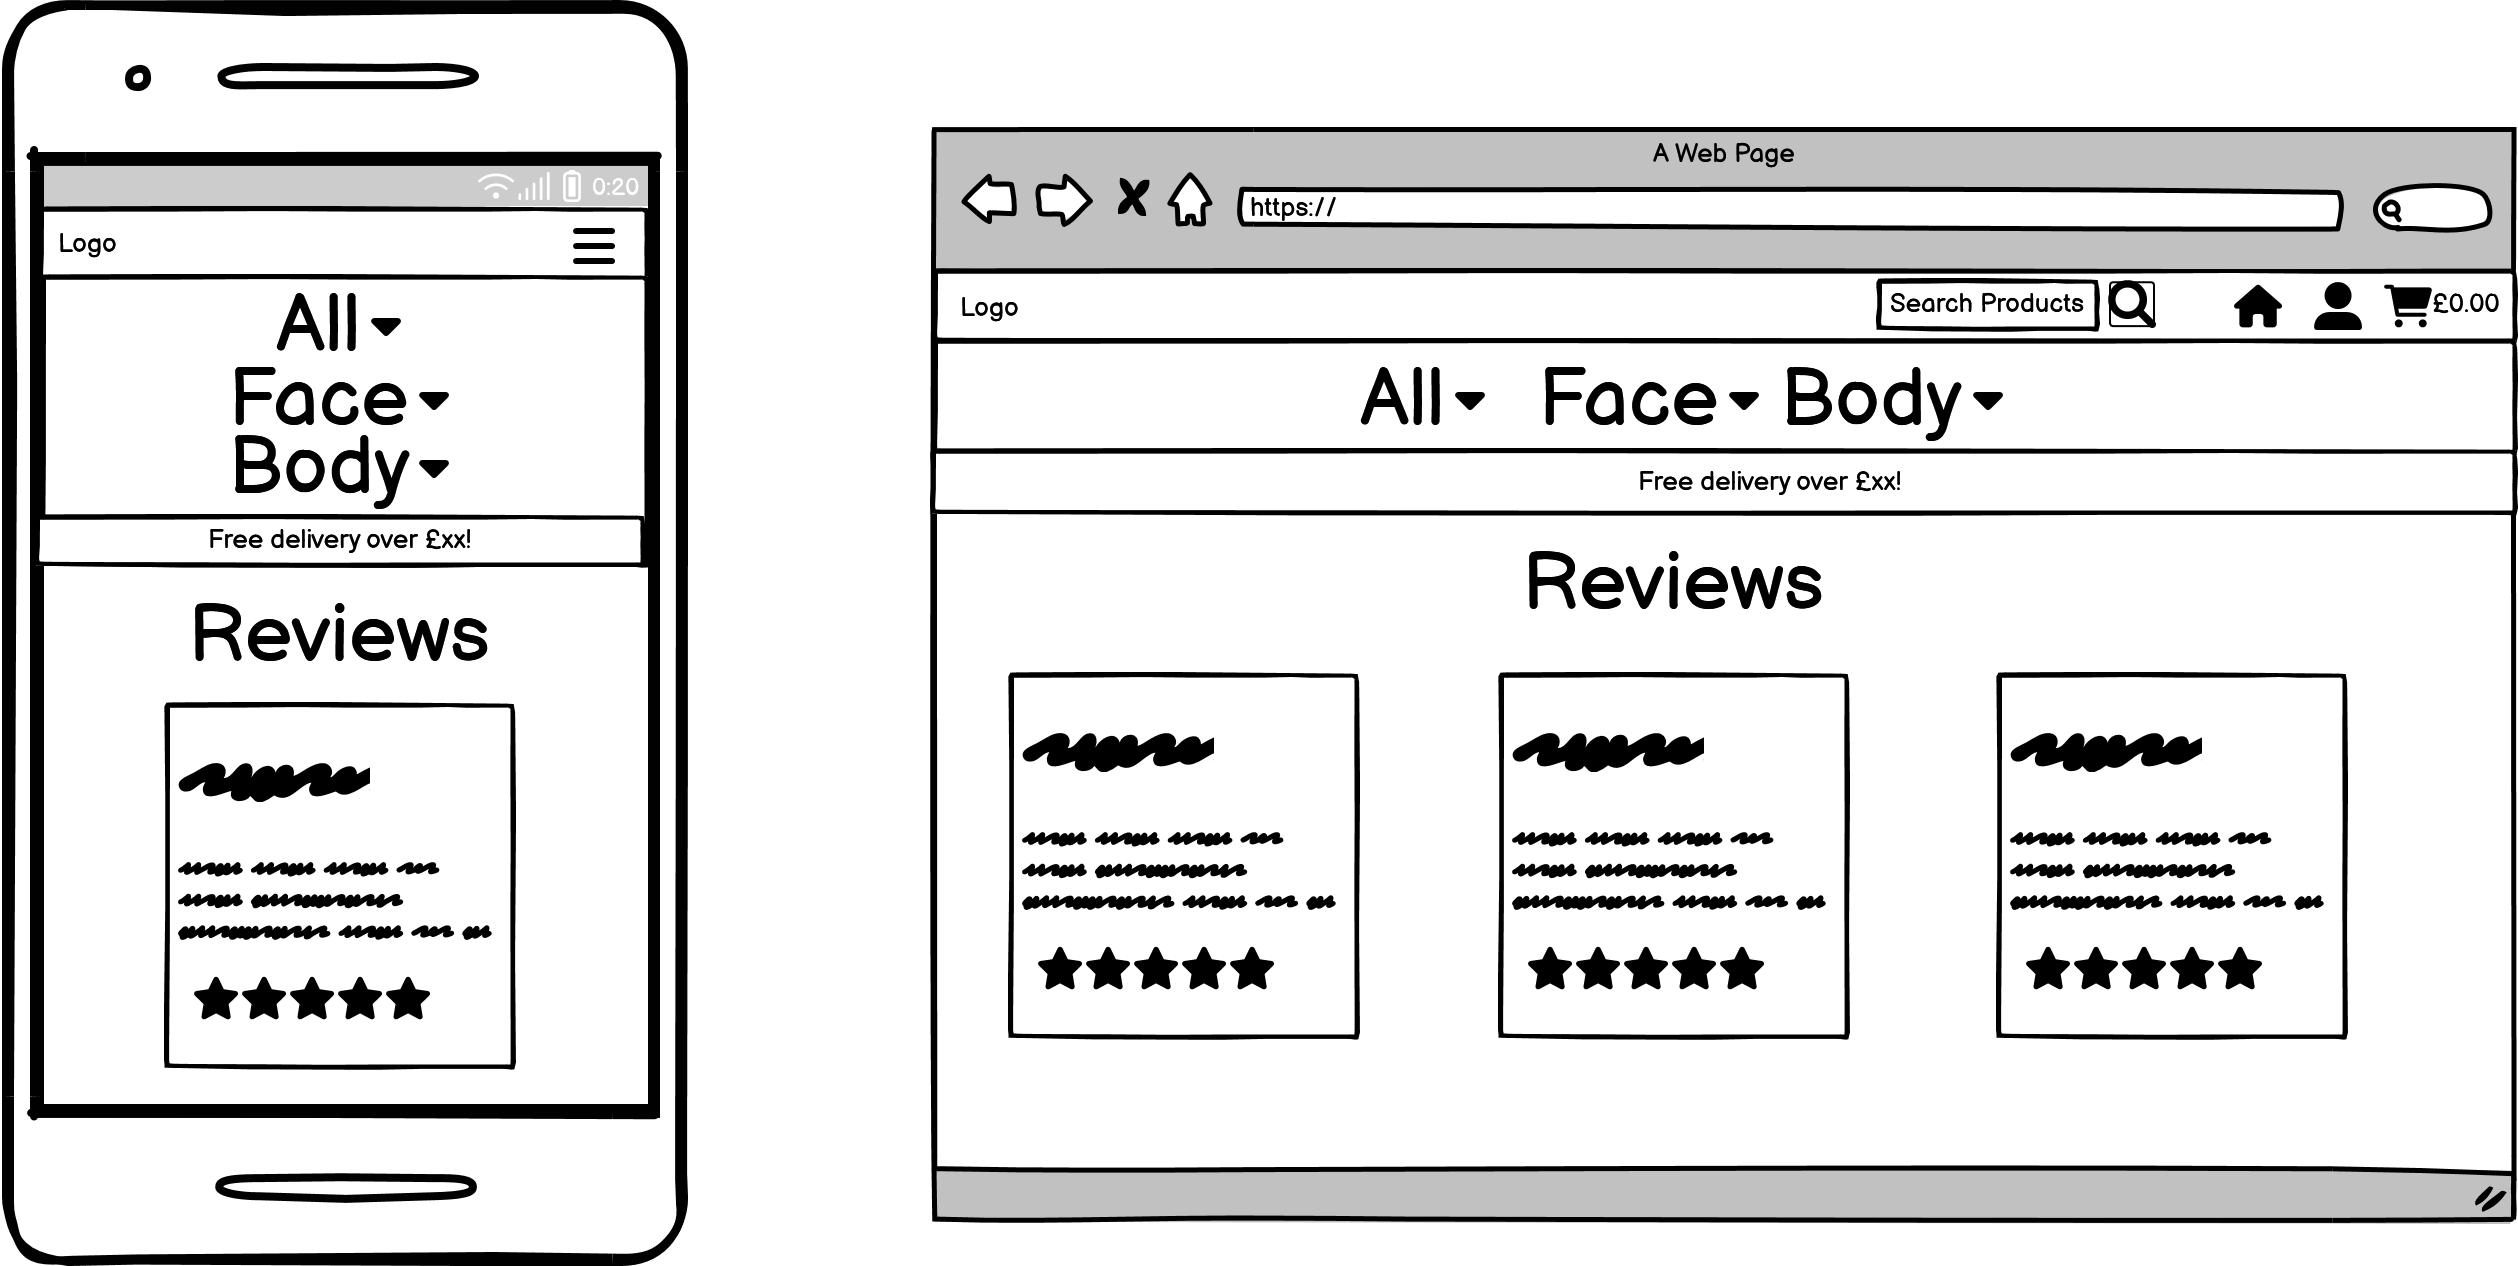 0:20
Logo
All
Face
Body
Free delivery over £xx!
Reviews
A Web Page
https://
Logo
Search Products
£0.00
All Face Body
Free delivery over £xx!
Reviews